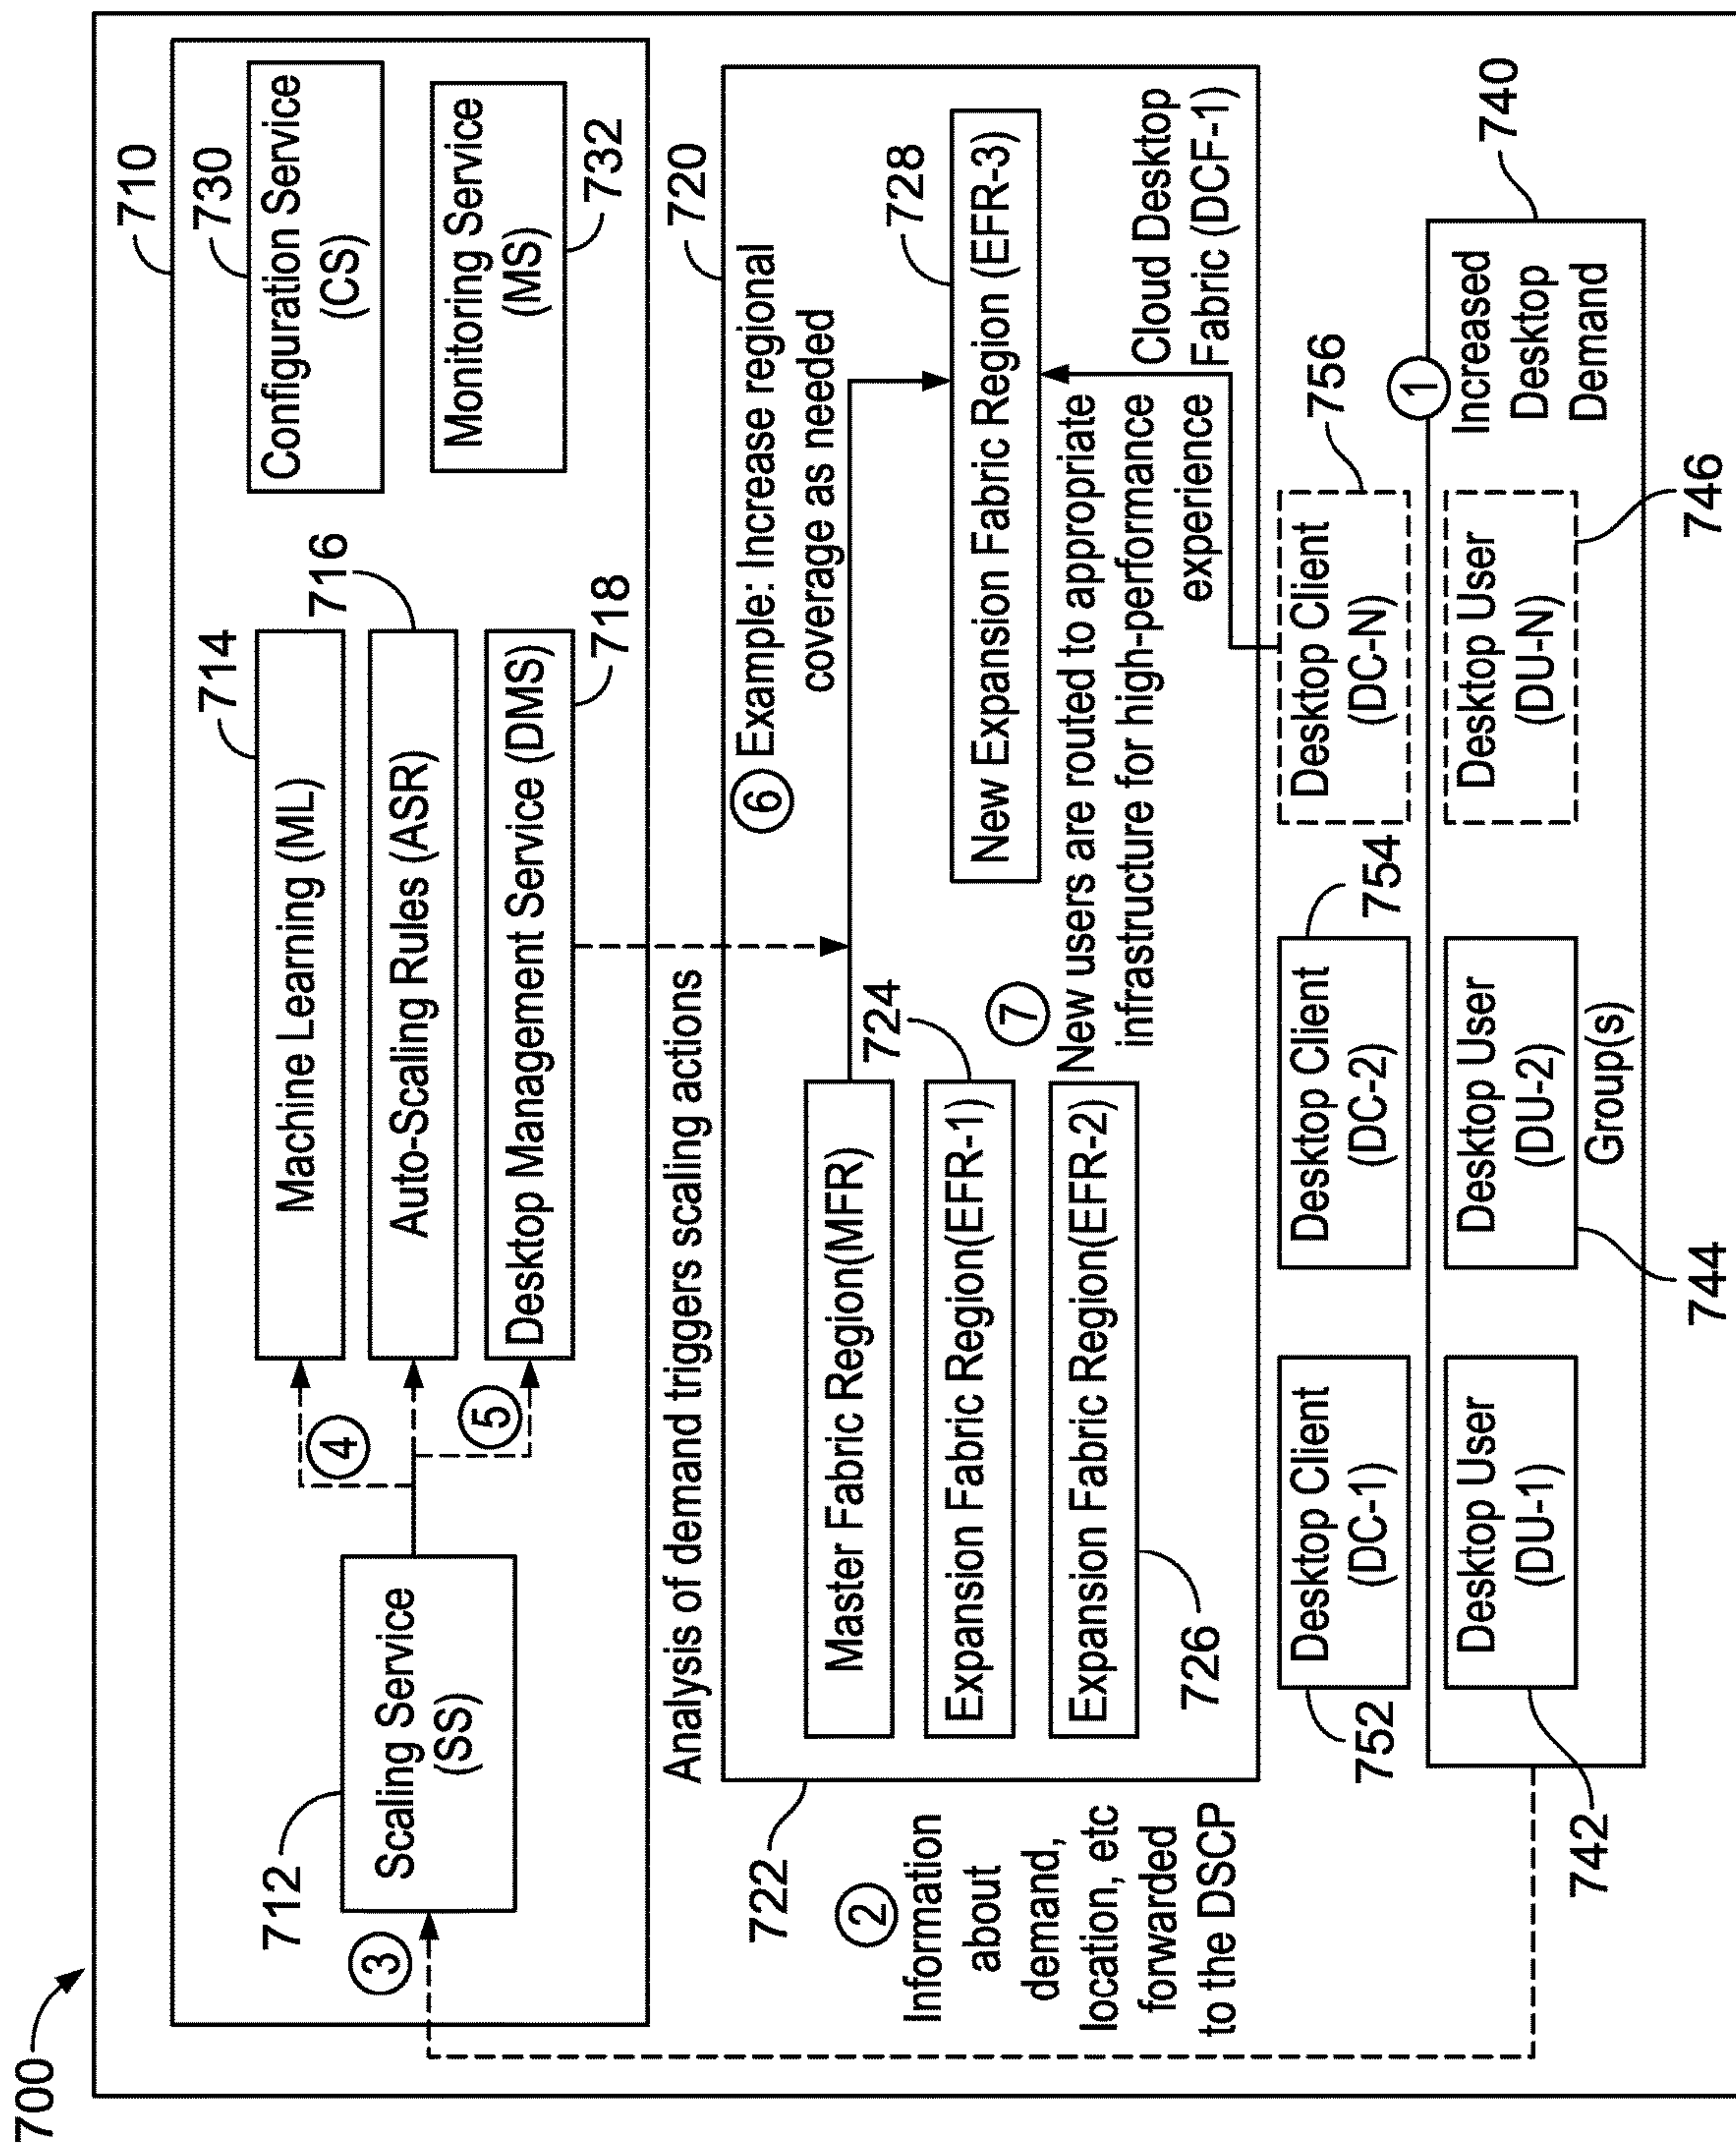 700
710
712
Scaling Service
(SS)
3
4
5
714
Machine Learning (ML)
716
Auto-Scaling Rules (ASR)
Desktop Management Service (DMS)
718
730
Configuration Service
(CS)
Monitoring Service
(MS)
732
Analysis of demand triggers scaling actions
720
6
Example: Increase regional
coverage as needed
722
Master Fabric Region(MFR)
724
Expansion Fabric Region(EFR-1)
Expansion Fabric Region(EFR-2)
726
728
New Expansion Fabric Region (EFR-3)
7
New users are routed to appropriate
infrastructure for high-performance
experience
Cloud Desktop
Fabric (DCF-1)
2
Information
about
demand,
location, etc
forwarded
to the DSCP
752
Desktop Client
(DC-1)
754
Desktop Client
(DC-2)
756
Desktop Client
(DC-N)
740
1
Increased
Desktop
Demand
Desktop User
(DU-1)
742
Desktop User
(DU-2)
744
Desktop User
(DU-N)
746
Group(s)